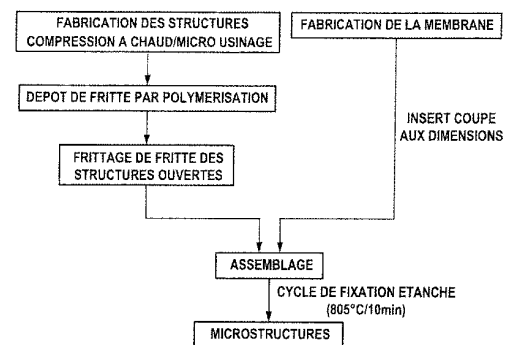 FABRICATION DES STRUCTURES
COMPRESSION A CHAUD/MICRO USINAGE
FABRICATION DE LA MEMBRANE
DEPOT DE FRITTE PAR POLYMERISATION
INSERT COUPE
AUX DIMENSIONS
FRITTAGE DE FRITTE DES
STRUCTURES OUVERTES
ASSEMBLAGE
CYCLE DE FIXATION ETANCHE
(805°C/10min)
MICROSTRUCTURES